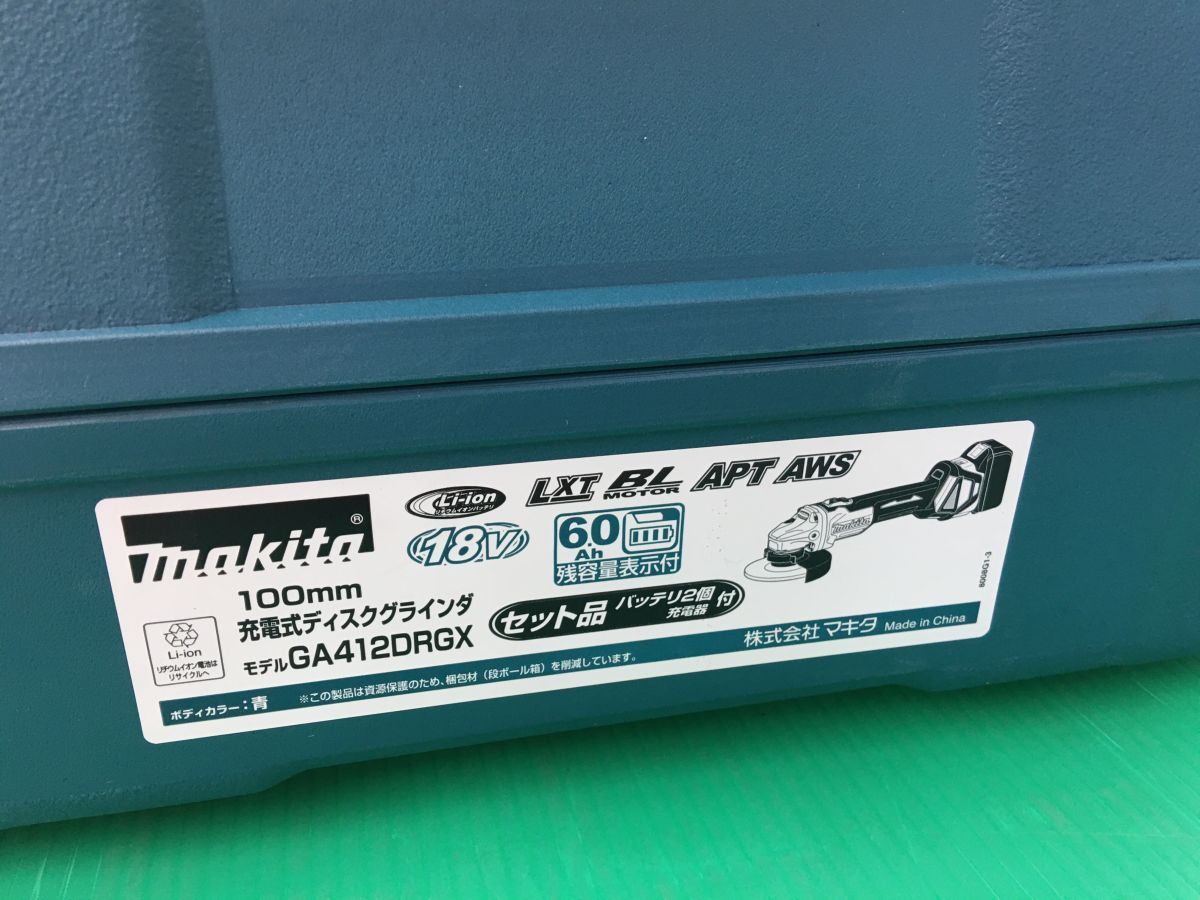 makita®
Li-ion
リチウムイオンバッテリ
18V
LXT BL MOTOR APT AWS
6.0 Ah
残容量表示付
100mm
充電式ディスクグラインダ
モデルGA412DRGX
セット品 バッテリ2個 充電器 付
Li-ion
リチウムイオン電池は
リサイクルへ
株式会社マキタ Made in China
8008G1-3
ボディカラー:青 ※この製品は資源保護のため、梱包材(段ボール箱)を削減しています。